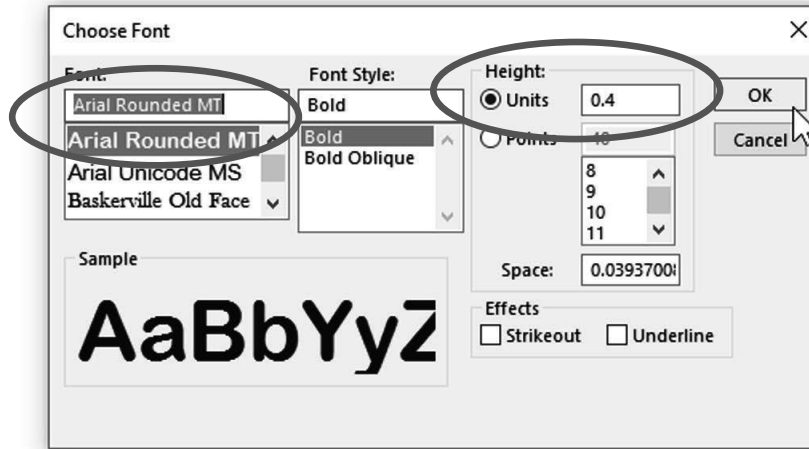 Choose Font
Font:
Arial Rounded MT
Arial Rounded MT
Arial Unicode MS
Baskerville Old Face
Font Style:
Bold
Bold
Bold Oblique
Height:
Units 0.4
Points
8
9
10
11
Space: 0.0393700
OK
Cancel
Sample
AaBbYyZ
Effects
Strikeout Underline